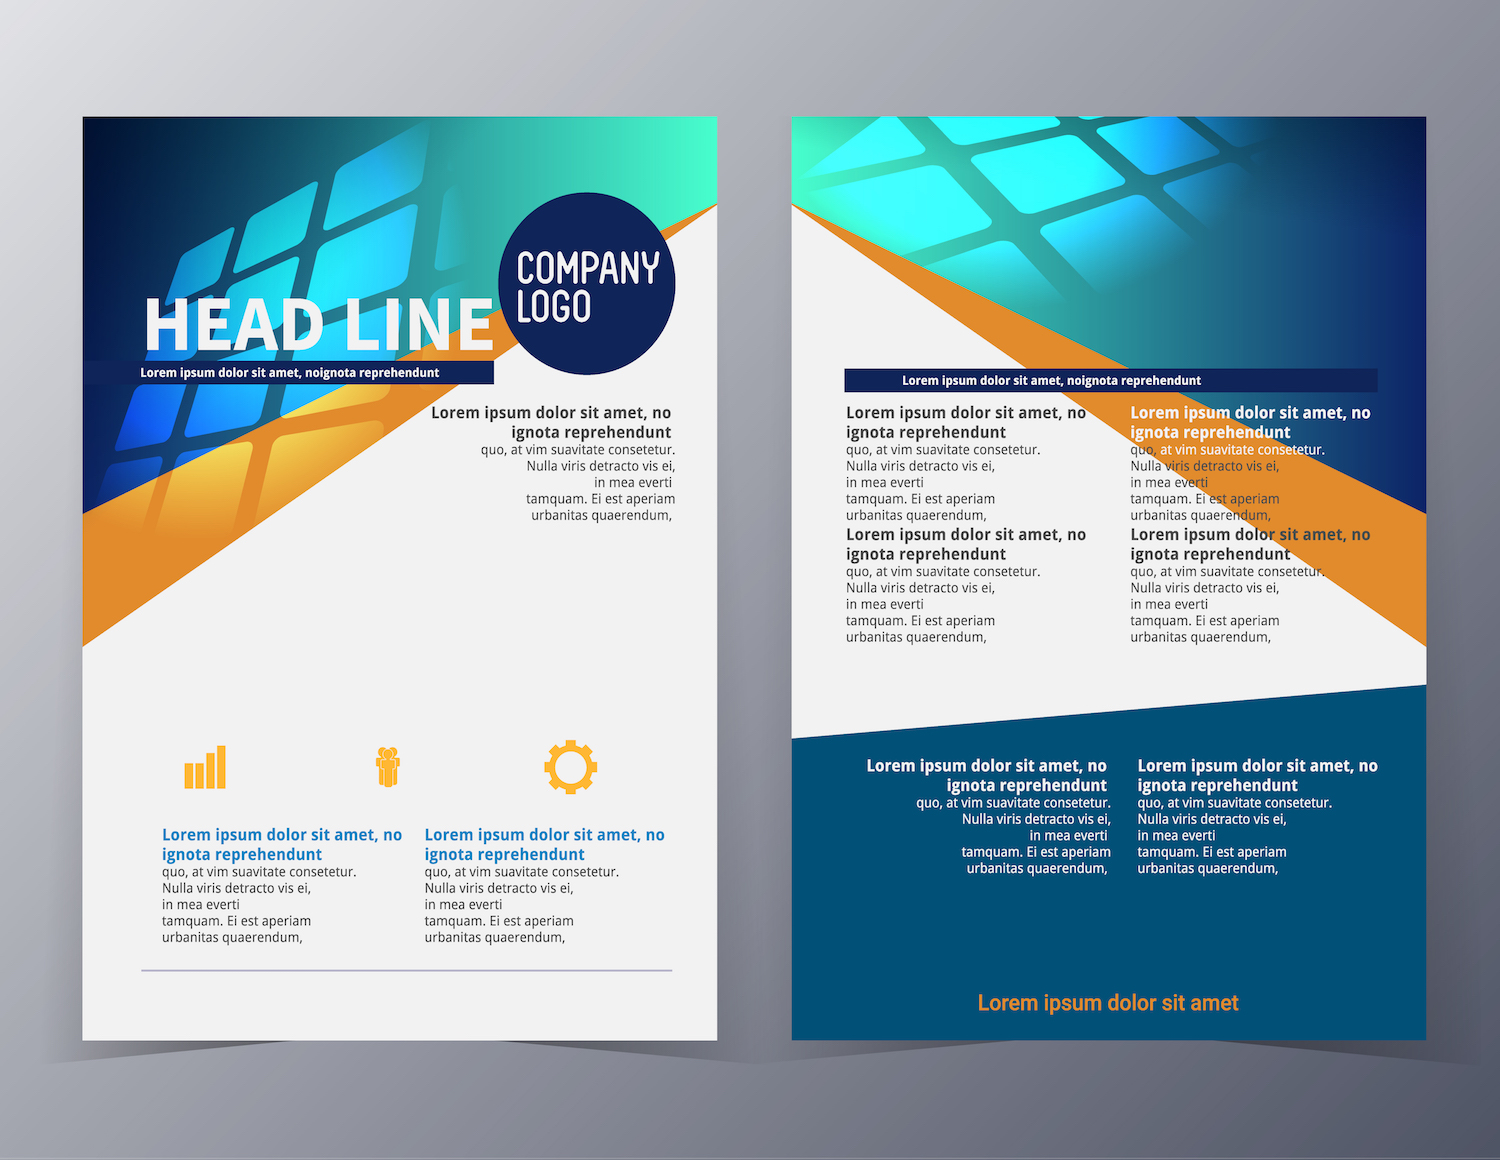 COMPANY
LOGO
HEAD LINE
Lorem ipsum dolor sit amet, noignota reprehendunt
Lorem ipsum dolor sit amet, no
ignota reprehendunt
quo, at vim suavitate consetetur.
Nulla viris detracto vis ei,
in mea everti
tamquam. Ei est aperiam
urbanitas quaerendum,
Lorem ipsum dolor sit amet, no
ignota reprehendunt
quo, at vim suavitate consetetur.
Nulla viris detracto vis ei,
in mea everti
tamquam. Ei est aperiam
urbanitas quaerendum,
Lorem ipsum dolor sit amet, no
ignota reprehendunt
quo, at vim suavitate consetetur.
Nulla viris detracto vis ei,
in mea everti
tamquam. Ei est aperiam
urbanitas quaerendum,
Lorem ipsum dolor sit amet, noignota reprehendunt
Lorem ipsum dolor sit amet, no
ignota reprehendunt
quo, at vim suavitate consetetur.
Nulla viris detracto vis ei,
in mea everti
tamquam. Ei est aperiam
urbanitas quaerendum,
Lorem ipsum dolor sit amet, no
ignota reprehendunt
quo, at vim suavitate consetetur.
Nulla viris detracto vis ei,
in mea everti
tamquam. Ei est aperiam
urbanitas quaerendum,
Lorem ipsum dolor sit amet, no
ignota reprehendunt
quo, at vim suavitate consetetur.
Nulla viris detracto vis ei,
in mea everti
tamquam. Ei est aperiam
urbanitas quaerendum,
Lorem ipsum dolor sit amet, no
ignota reprehendunt
quo, at vim suavitate consetetur.
Nulla viris detracto vis ei,
in mea everti
tamquam. Ei est aperiam
urbanitas quaerendum,
Lorem ipsum dolor sit amet, no
ignota reprehendunt
quo, at vim suavitate consetetur.
Nulla viris detracto vis ei,
in mea everti
tamquam. Ei est aperiam
urbanitas quaerendum,
Lorem ipsum dolor sit amet, no
ignota reprehendunt
quo, at vim suavitate consetetur.
Nulla viris detracto vis ei,
in mea everti
tamquam. Ei est aperiam
urbanitas quaerendum,
Lorem ipsum dolor sit amet